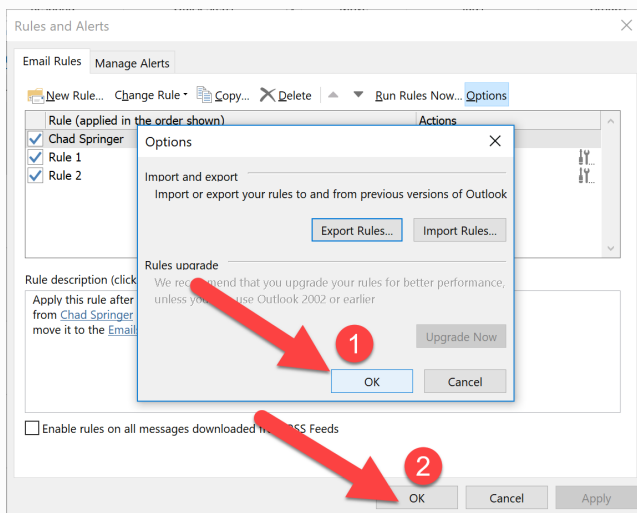 Rules and Alerts
Email Rules Manage Alerts
New Rule... Change Rule Copy... Delete Run Rules Now... Options
Rule (applied in the order shown) Actions
Chad Springer
Rule 1
Rule 2
Options
Import and export
Import or export your rules to and from previous versions of Outlook
Export Rules... Import Rules...
Rules upgrade
We recommend that you upgrade your rules for better performance,
unless you use Outlook 2002 or earlier
Upgrade Now
1
OK Cancel
Rule description (click
Apply this rule after
from Chad Springer
move it to the Email
Enable rules on all messages downloaded from RSS Feeds
2
OK Cancel Apply